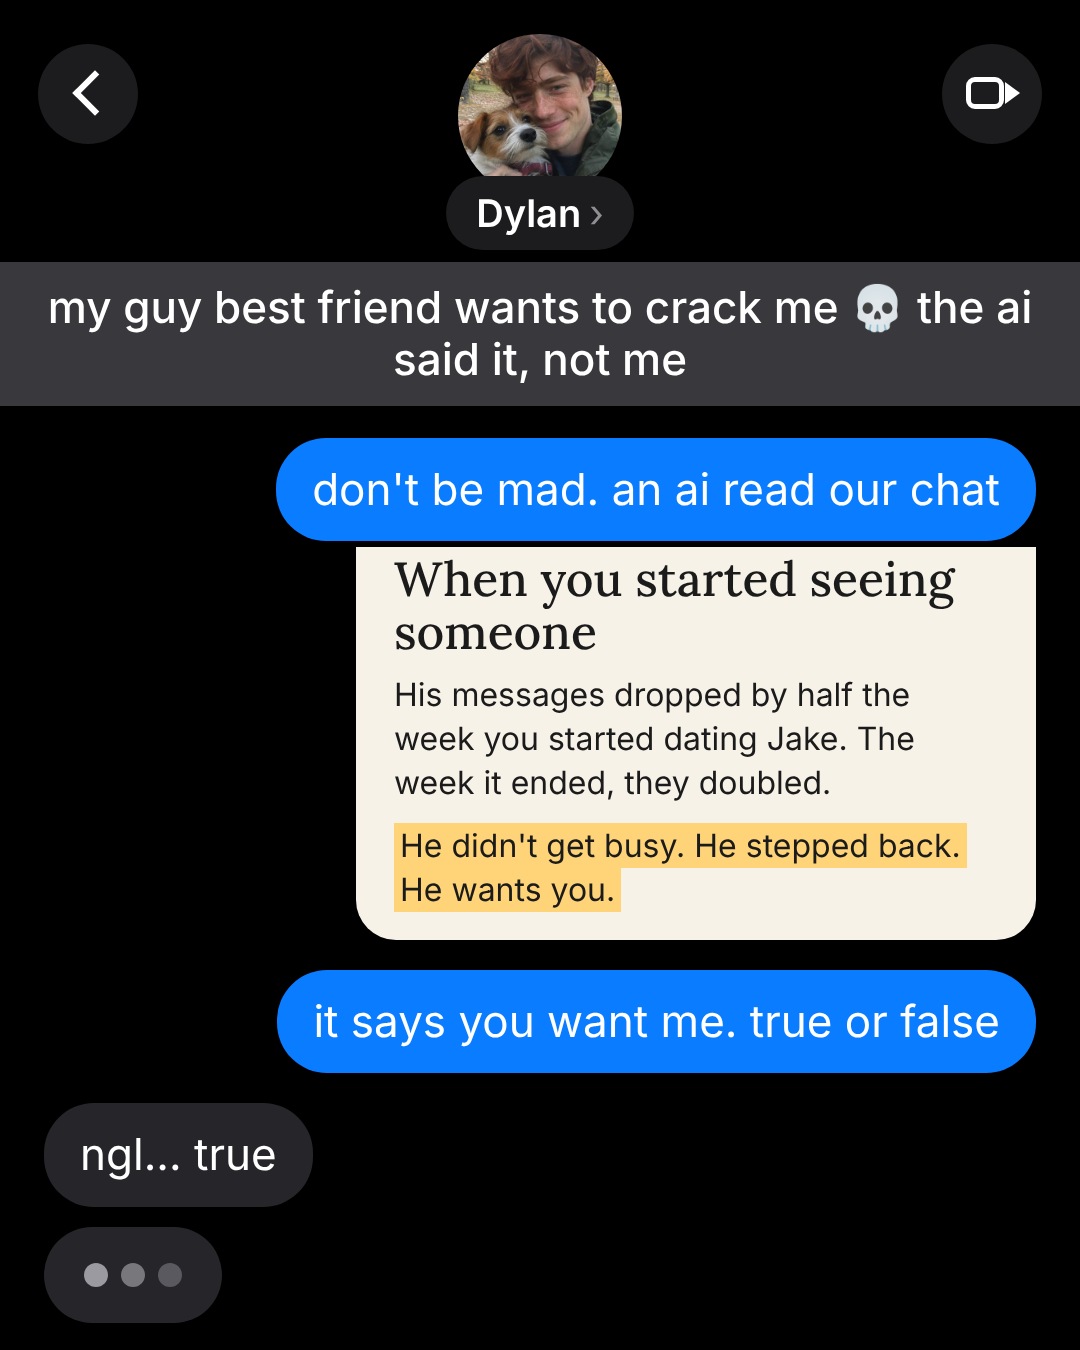 Dylan ›
my guy best friend wants to crack me 💀 the ai
said it, not me
don't be mad. an ai read our chat
When you started seeing
someone
His messages dropped by half the
week you started dating Jake. The
week it ended, they doubled.
He didn't get busy. He stepped back.
He wants you.
it says you want me. true or false
ngl... true